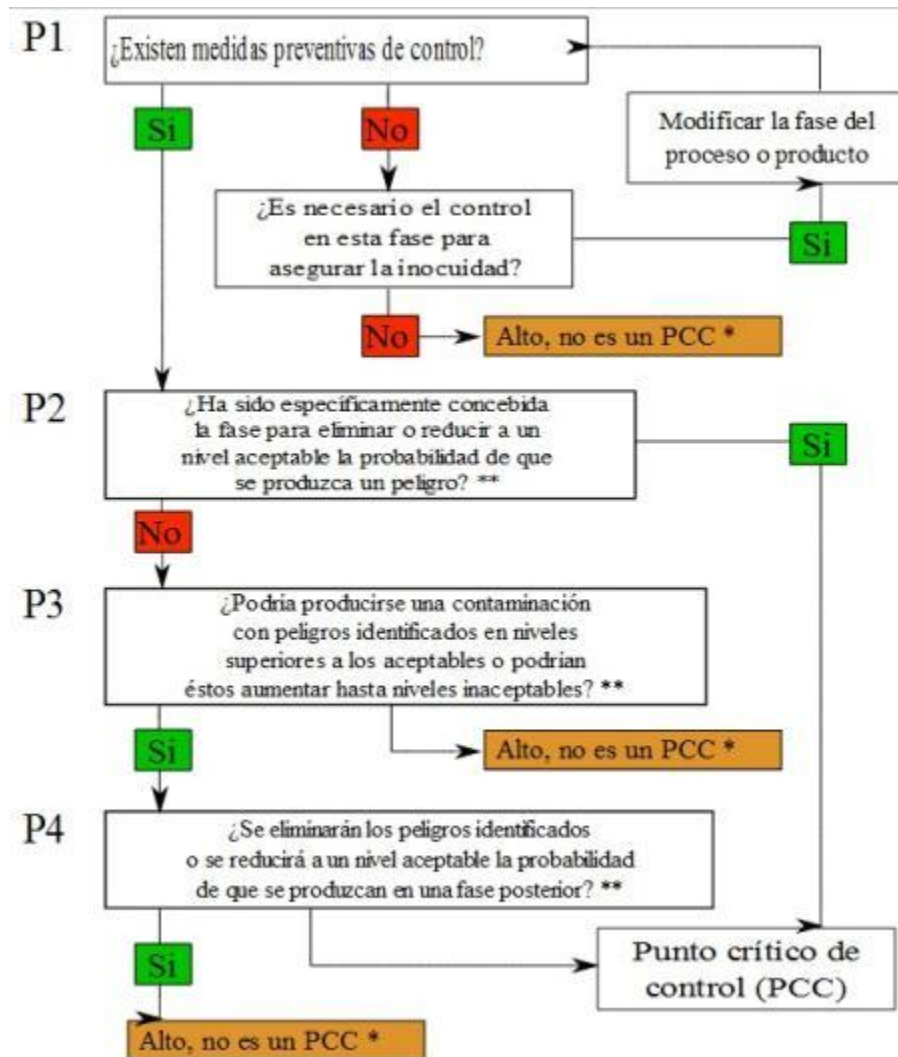 P1
¿Existen medidas preventivas de control?
Si
No
Modificar la fase del
proceso o producto
¿Es necesario el control
en esta fase para
asegurar la inocuidad?
Si
No
Alto, no es un PCC *
P2
¿Ha sido específicamente concebida
la fase para eliminar o reducir a un
nivel aceptable la probabilidad de que
se produzca un peligro? **
Si
No
P3
¿Podría producirse una contaminación
con peligros identificados en niveles
superiores a los aceptables o podrian
éstos aumentar hasta niveles inaceptables? **
Si
Alto, no es un PCC *
P4
¿Se eliminarán los peligros identificados
o se reducirá a un nivel aceptable la probabilidad
de que se produzcan en una fase posterior? **
Si
Punto crítico de
control (PCC)
Alto, no es un PCC *